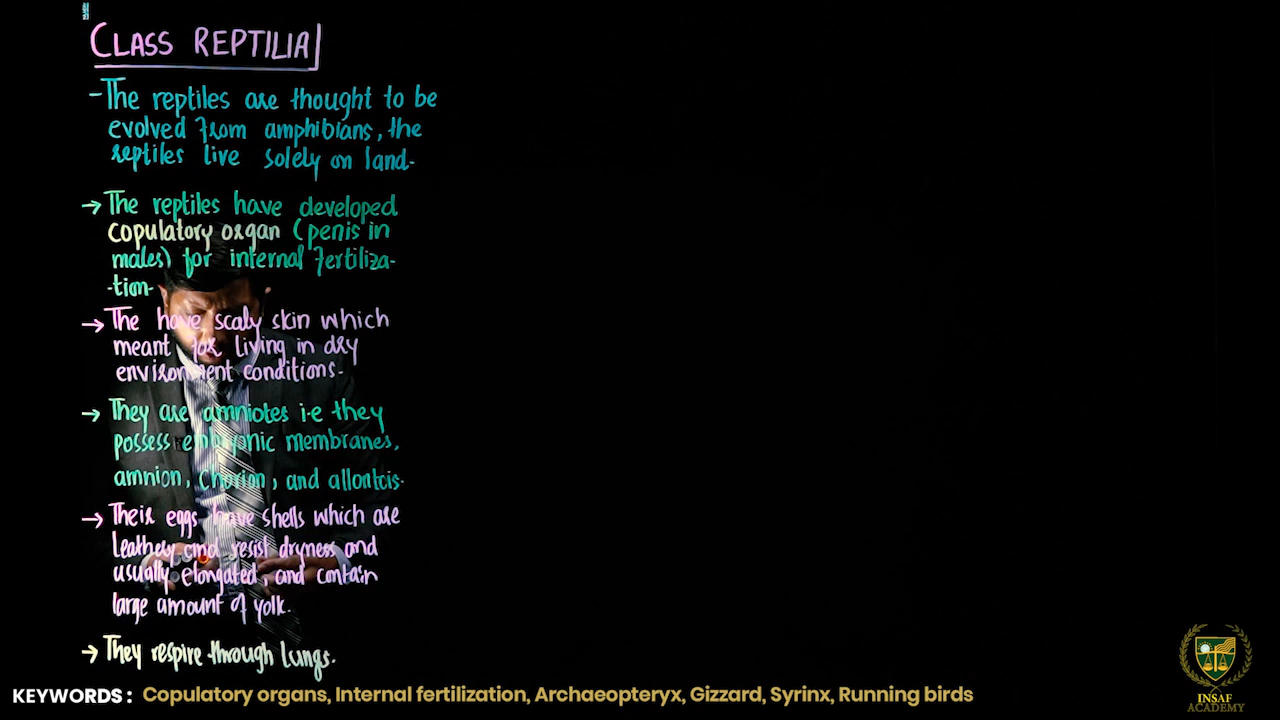 CLASS REPTILIA
- The reptiles are thought to be
evolved from amphibians, the
reptiles live solely on land.
→ The reptiles have developed
copulatory organ (penis in
males) for internal fertiliza-
-tion.
→ The have scaly skin which
meant for living in dry
environment conditions.
→ They are amniotes i.e they
possess embryonic membranes,
amnion, chorion, and allontois.
→ Their eggs have shells which are
leathery and resist dryness and
usually elongated, and contain
large amount of yolk.
→ They respire through lungs.
KEYWORDS : Copulatory organs, Internal fertilization, Archaeopteryx, Gizzard, Syrinx, Running birds
INSAF
ACADEMY